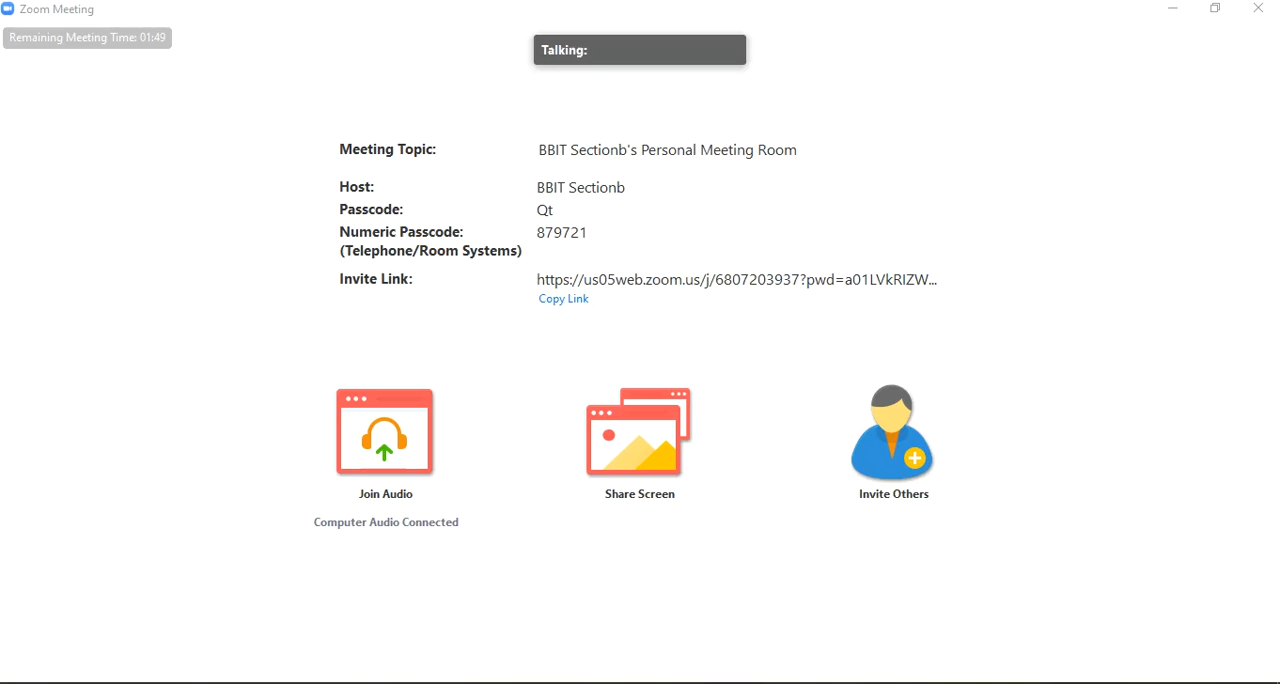 Zoom Meeting
Remaining Meeting Time: 01:49
Talking:
Meeting Topic: BBIT Sectionb's Personal Meeting Room
Host: BBIT Sectionb
Passcode: Qt
Numeric Passcode: 879721
(Telephone/Room Systems)
Invite Link: https://us05web.zoom.us/j/6807203937?pwd=a01LVkRIZW...
Copy Link
Join Audio
Share Screen
Invite Others
Computer Audio Connected